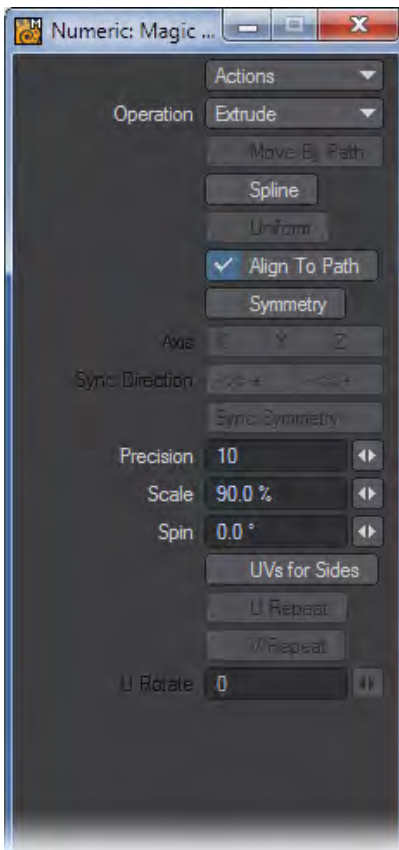 Numeric: Magic ...
Actions
Operation Extrude
Move By Path
Spline
Uniform
Align To Path
Symmetry
Axis X Y Z
Sync Direction
Sync Symmetry
Precision 10
Scale 90.0 %
Spin 0.0 °
UVs for Sides
U Repeat
V Repeat
U Rotate 0